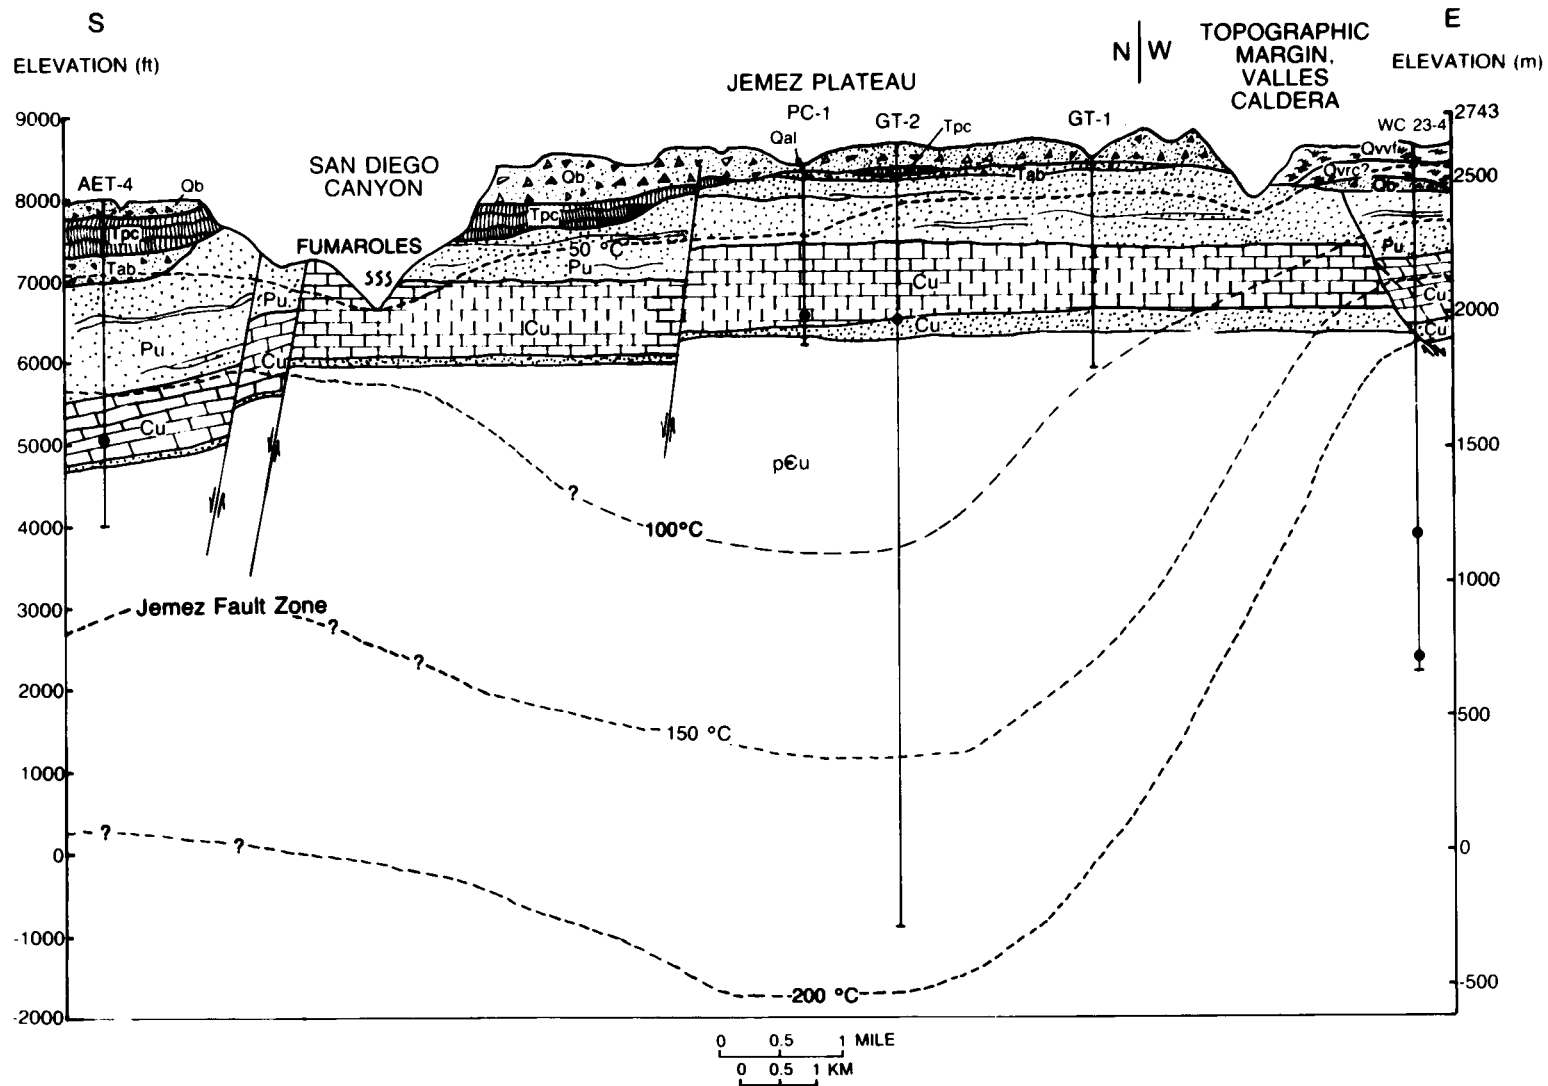 S
E
N W
TOPOGRAPHIC
MARGIN,
VALLES
CALDERA
ELEVATION (ft)
ELEVATION (m)
JEMEZ PLATEAU
PC-1
GT-2
Tpc
GT-1
WC 23-4
Qal
9000
2743
SAN DIEGO
CANYON
AET-4
Qb
Qb
Tab
Qvvf
Qvrc?
Qb
8000
2500
Tpc
Tpc
FUMAROLES
SSS
50 °C
Pu
Tab
Pu
Pu
7000
Cu
Cu
2000
Cu
Cu
Cu
Pu
Cu
6000
Cu
5000
1500
p€u
?
4000
100°C
1000
3000
Jemez Fault Zone
?
?
2000
500
150 °C
1000
?
?
0
0
-1000
-500
200 °C
-2000
0 0.5 1 MILE
0 0.5 1 KM